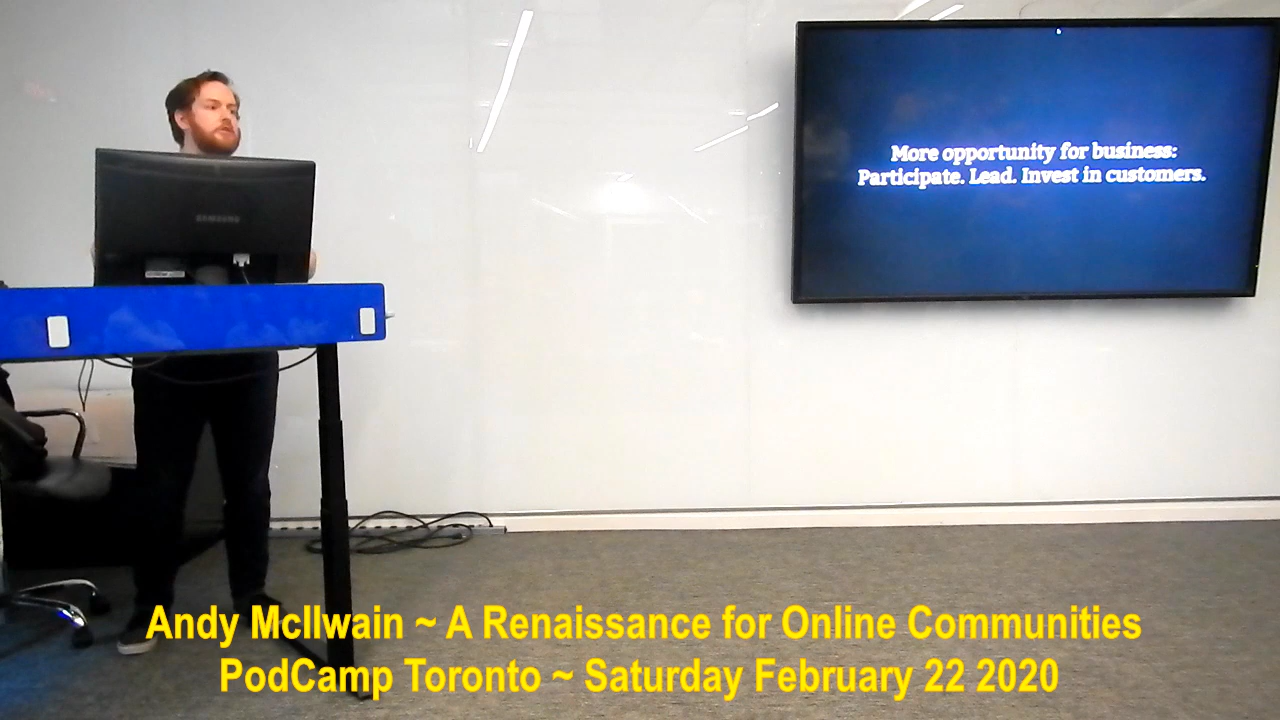 SAMSUNG
More opportunity for business:
Participate. Lead. Invest in customers.
Andy McIlwain ~ A Renaissance for Online Communities
PodCamp Toronto ~ Saturday February 22 2020